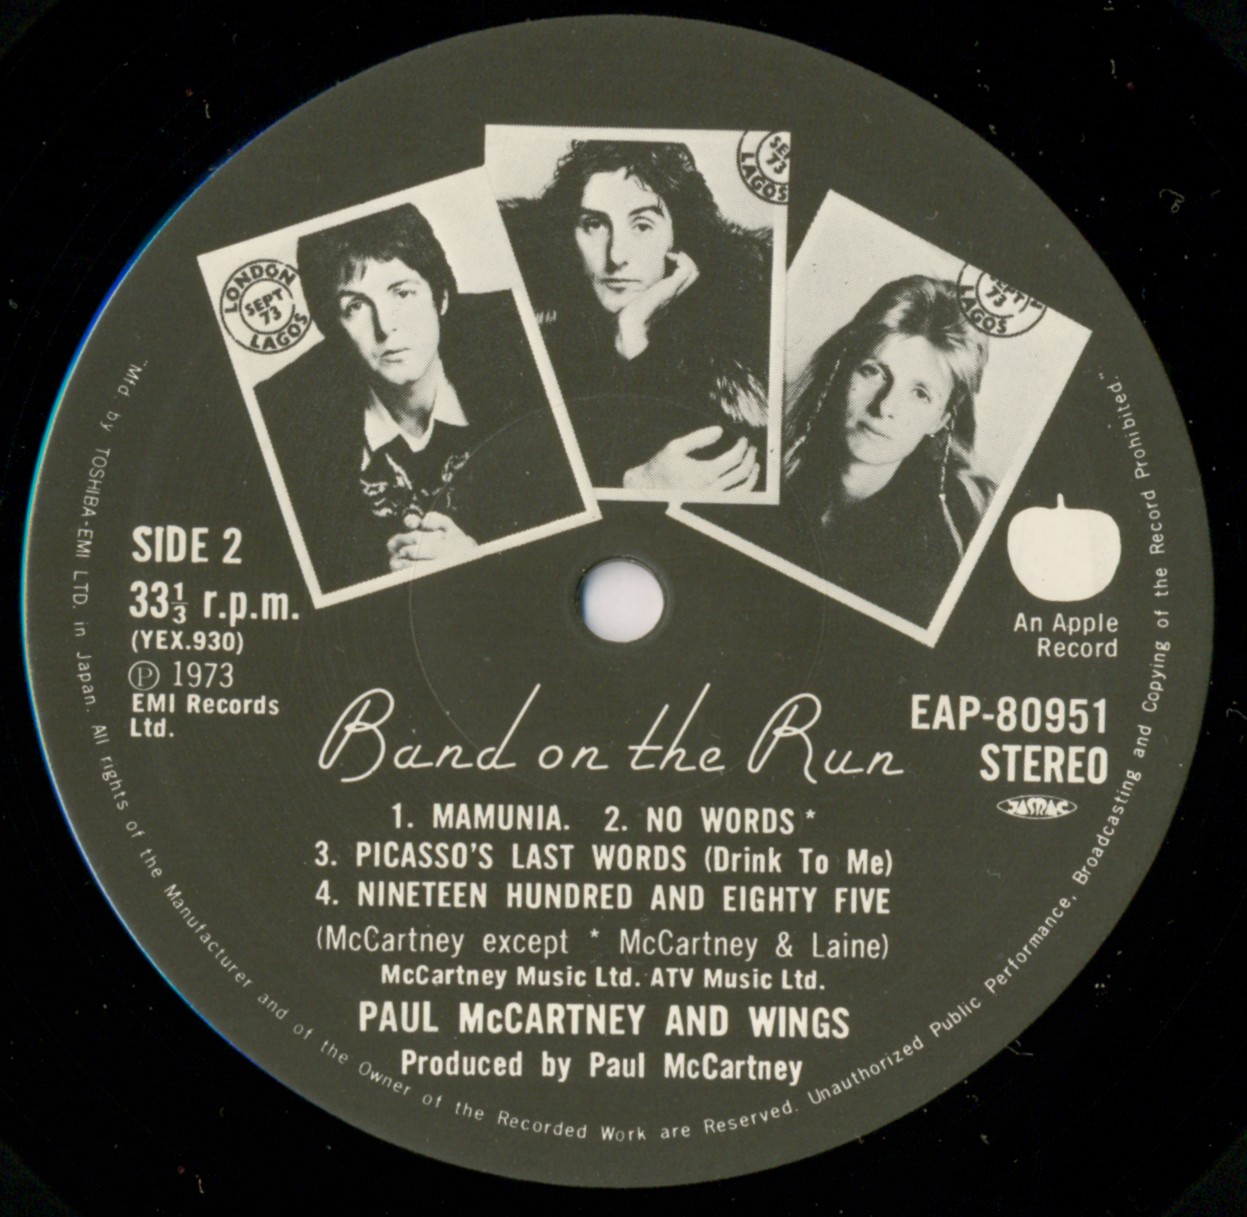 LONDON
SEPT
'73
LAGOS
SE
73
LAGOS
SEPT
'73
LAGOS
SIDE 2
33⅓ r.p.m.
(YEX.930)
Ⓟ 1973
EMI Records
Ltd.
An Apple
Record
EAP-80951
STEREO
JASRAC
Band on the Run
1. MAMUNIA. 2. NO WORDS *
3. PICASSO'S LAST WORDS (Drink To Me)
4. NINETEEN HUNDRED AND EIGHTY FIVE
(McCartney except * McCartney & Laine)
McCartney Music Ltd. ATV Music Ltd.
PAUL McCARTNEY AND WINGS
Produced by Paul McCartney
"Mfd by TOSHIBA-EMI LTD. in Japan. All rights of the Manufacturer and of the Owner of the Recorded Work are Reserved. Unauthorized Public Performance, Broadcasting and Copying of the Record Prohibited."